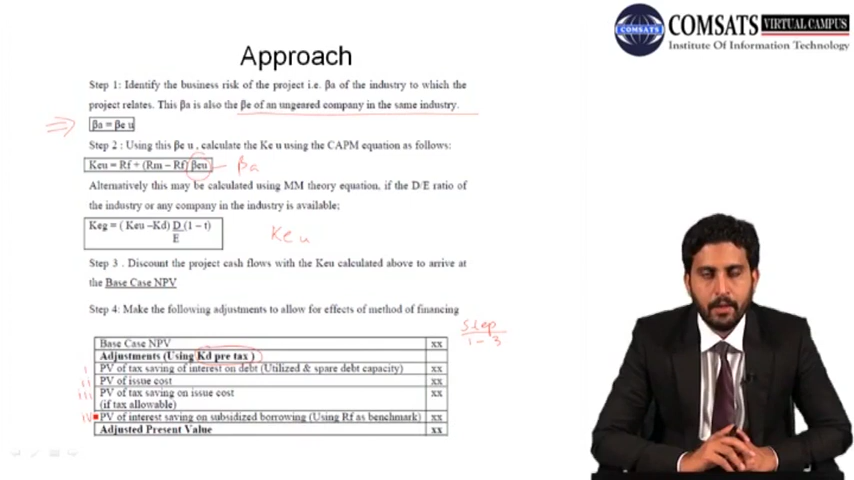 COMSATS VIRTUAL CAMPUS
COMSATS
Institute Of Information Technology
Approach
Step 1: Identify the business risk of the project i.e. βa of the industry to which the
project relates. This βa is also the βe of an ungeared company in the same industry.
βa = βe u
Step 2 : Using this βe u , calculate the Ke u using the CAPM equation as follows:
Keu = Rf + (Rm – Rf) βeu
βa
Alternatively this may be calculated using MM theory equation, if the D/E ratio of
the industry or any company in the industry is available;
Keg = ( Keu –Kd) D (1 – t)
E
Ke u
Step 3 . Discount the project cash flows with the Keu calculated above to arrive at
the Base Case NPV
Step 4: Make the following adjustments to allow for effects of method of financing
Step
1 – 3
Base Case NPV xx
Adjustments (Using Kd pre tax ) xx
i PV of tax saving of interest on debt (Utilized & spare debt capacity) xx
ii PV of issue cost xx
iii PV of tax saving on issue cost xx
(if tax allowable)
iv PV of interest saving on subsidized borrowing (Using Rf as benchmark) xx
Adjusted Present Value xx